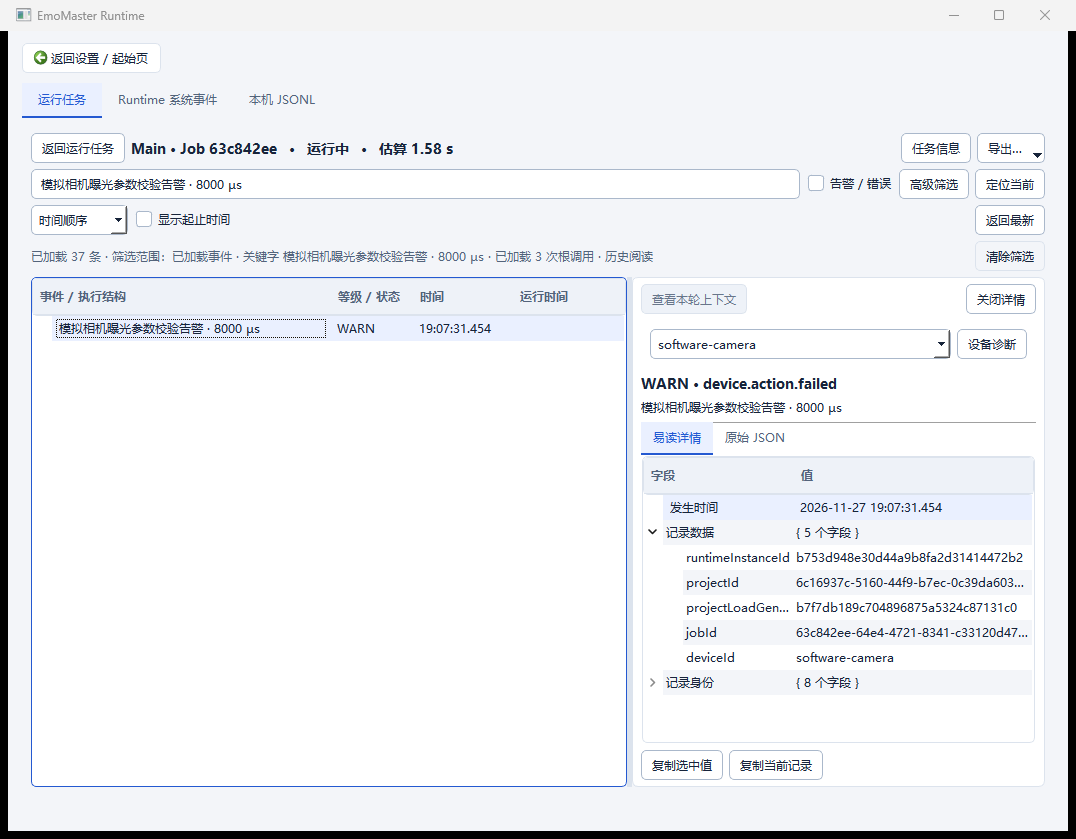 EmoMaster Runtime
返回设置 / 起始页
运行任务 Runtime 系统事件 本机 JSONL
返回运行任务 Main • Job 63c842ee • 运行中 • 估算 1.58 s 任务信息 导出...
模拟相机曝光参数校验告警 · 8000 µs 告警 / 错误 高级筛选 定位当前
时间顺序 显示起止时间 返回最新
已加载 37 条 · 筛选范围：已加载事件 · 关键字 模拟相机曝光参数校验告警 · 8000 µs · 已加载 3 次根调用 · 历史阅读 清除筛选
事件 / 执行结构 等级 / 状态 时间 运行时间
模拟相机曝光参数校验告警 · 8000 µs WARN 19:07:31.454
查看本轮上下文 关闭详情
software-camera 设备诊断
WARN • device.action.failed
模拟相机曝光参数校验告警 · 8000 µs
易读详情 原始 JSON
字段 值
发生时间 2026-11-27 19:07:31.454
记录数据 { 5 个字段 }
runtimeInstanceId b753d948e30d44a9b8fa2d31414472b2
projectId 6c16937c-5160-44f9-b7ec-0c39da603...
projectLoadGen... b7f7db189c704896875a5324c87131c0
jobId 63c842ee-64e4-4721-8341-c33120d47...
deviceId software-camera
记录身份 { 8 个字段 }
复制选中值 复制当前记录